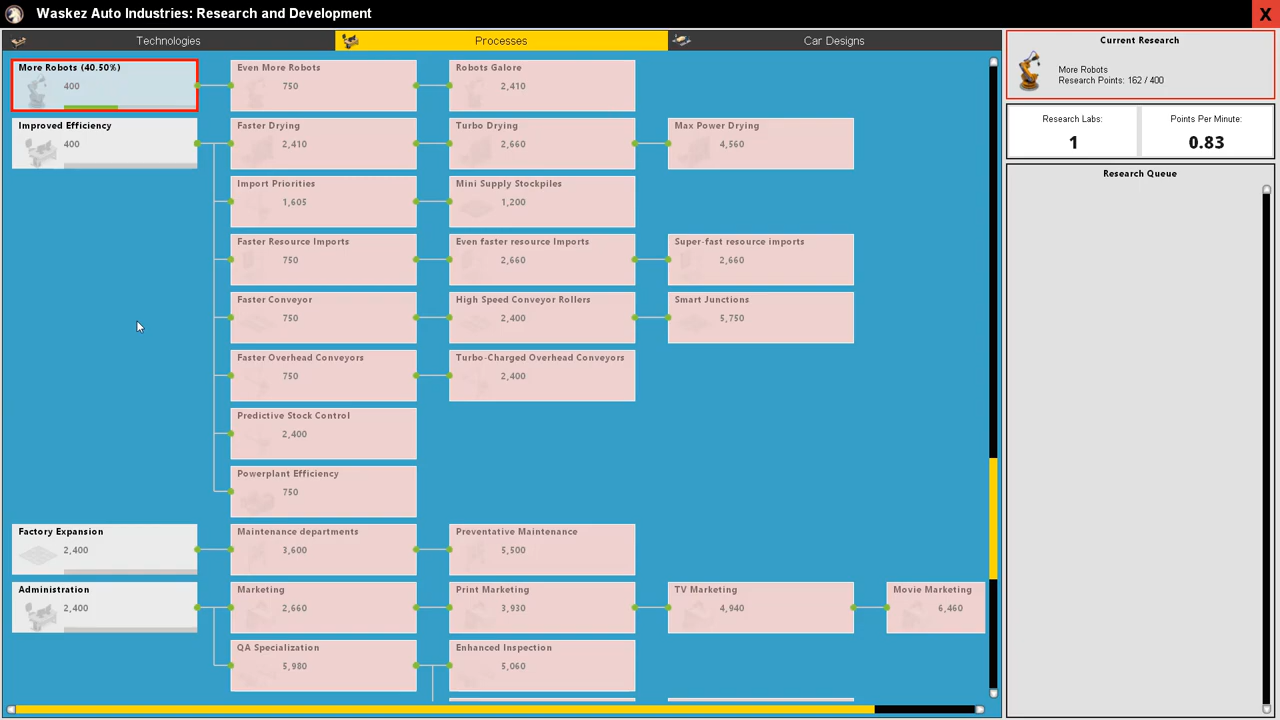 Waskez Auto Industries: Research and Development
X
Technologies
Processes
Car Designs
More Robots (40.50%)
400
Even More Robots
750
Robots Galore
2,410
Improved Efficiency
400
Faster Drying
2,410
Turbo Drying
2,660
Max Power Drying
4,560
Import Priorities
1,605
Mini Supply Stockpiles
1,200
Faster Resource Imports
750
Even faster resource Imports
2,660
Super-fast resource imports
2,660
Faster Conveyor
750
High Speed Conveyor Rollers
2,400
Smart Junctions
5,750
Faster Overhead Conveyors
750
Turbo-Charged Overhead Conveyors
2,400
Predictive Stock Control
2,400
Powerplant Efficiency
750
Factory Expansion
2,400
Maintenance departments
3,600
Preventative Maintenance
5,500
Administration
2,400
Marketing
2,660
Print Marketing
3,930
TV Marketing
4,940
Movie Marketing
6,460
QA Specialization
5,980
Enhanced Inspection
5,060
Current Research
More Robots
Research Points: 162 / 400
Research Labs:
1
Points Per Minute:
0.83
Research Queue